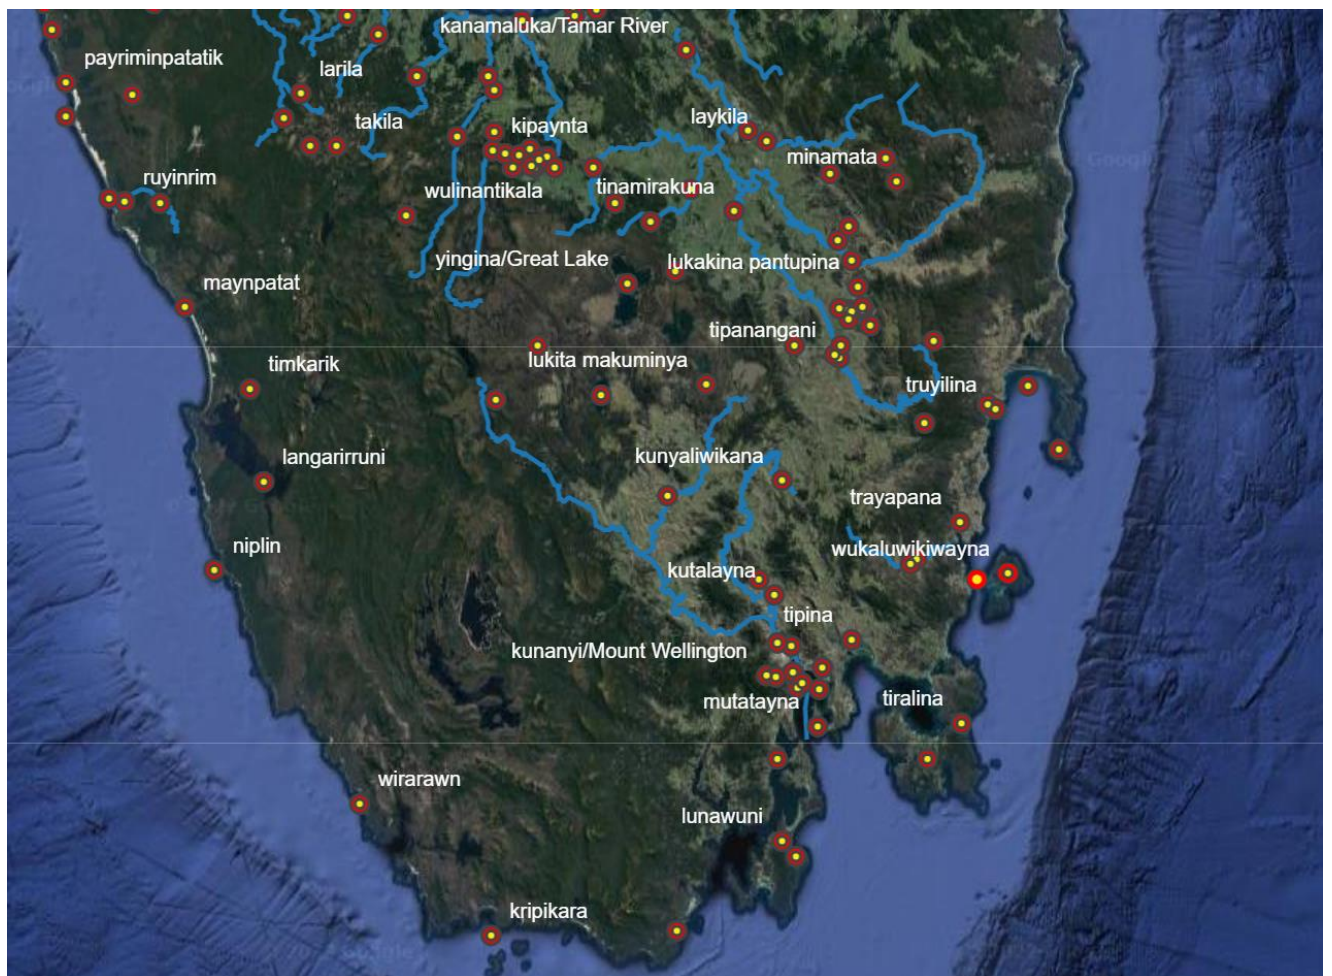 kanamaluka/Tamar River
payriminpatatik
larila
takila
kipaynta
laykila
minamata
ruyinrim
wulinantikala
tinamirakuna
yingina/Great Lake
lukakina pantupina
maynpatat
tipanangani
lukita makuminya
timkarik
truyilina
langarirruni
kunyaliwikana
trayapana
niplin
wukaluwikiwayna
kutalayna
tipina
kunanyi/Mount Wellington
mutatayna
tiralina
wirarawn
lunawuni
kripikara
Google